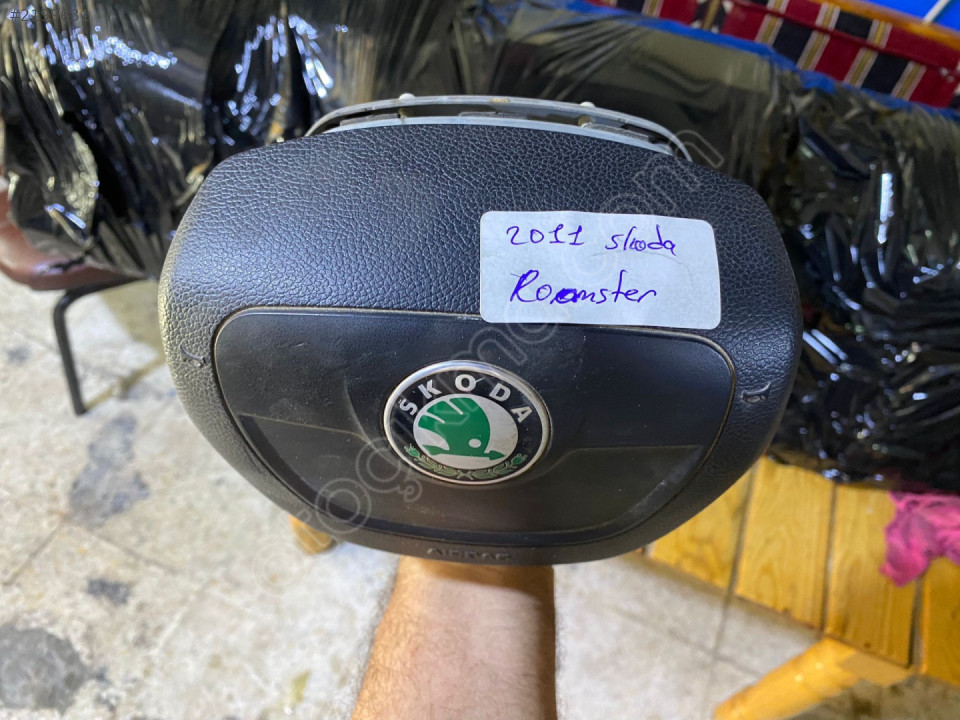 2011 skoda
Roomster
ŠKODA
AIRBAG